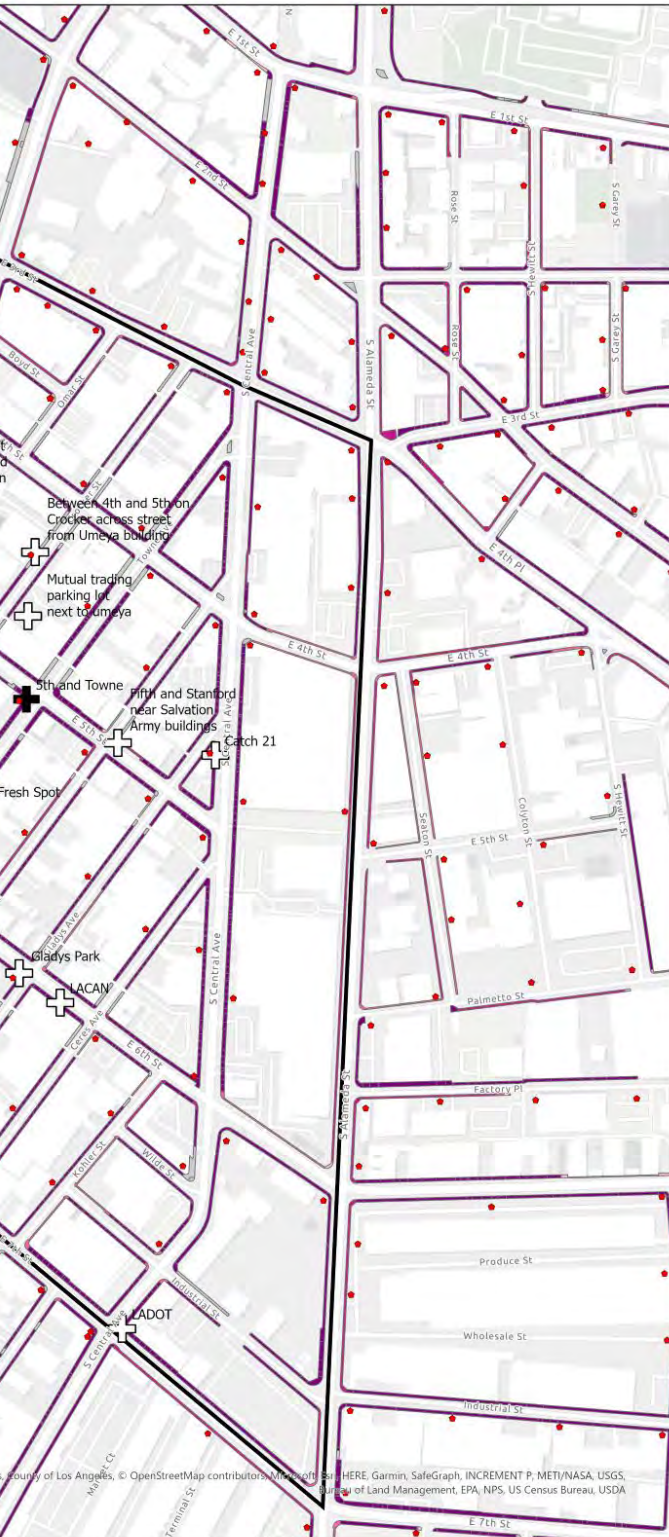 N
E 1st St
E 1st St
E 2nd St
Rose St
S Garey St
S Hewitt St
S Central Ave
S Alameda St
Rose St
S Garey St
Boyd St
Omar St
E 3rd St
Between 4th and 5th on
Crocker across street
from Umeya building
E 4th Pl
Mutual trading
parking lot
next to umeya
E 4th St
E 4th St
5th and Towne
Fifth and Stanford
near Salvation
Army buildings
E 5th St
Catch 21
Fresh Spot
Seaton St
Colyton St
S Hewitt St
E 5th St
Gladys Ave
S Central Ave
Gladys Park
LACAN
Palmetto St
Ceres Ave
E 6th St
Factory Pl
S Alameda St
Kohler St
Wilde St
Produce St
Industrial St
LADOT
S Central Ave
Wholesale St
Industrial St
Market Ct
Terminal St
County of Los Angeles, © OpenStreetMap contributors, Microsoft, Esri, HERE, Garmin, SafeGraph, INCREMENT P, METI/NASA, USGS,
Bureau of Land Management, EPA, NPS, US Census Bureau, USDA
E 7th St